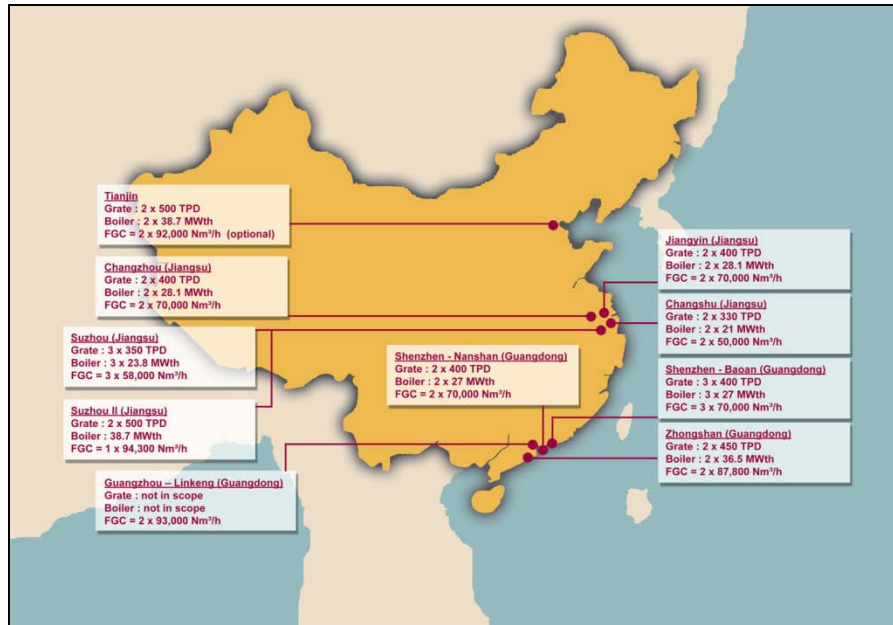 Tianjin
Grate : 2 x 500 TPD
Boiler : 2 x 38.7 MWth
FGC = 2 x 92,000 Nm³/h (optional)
Changzhou (Jiangsu)
Grate : 2 x 400 TPD
Boiler : 2 x 28.1 MWth
FGC = 2 x 70,000 Nm³/h
Suzhou (Jiangsu)
Grate : 3 x 350 TPD
Boiler : 3 x 23.8 MWth
FGC = 3 x 58,000 Nm³/h
Suzhou II (Jiangsu)
Grate : 2 x 500 TPD
Boiler : 38.7 MWth
FGC = 1 x 94,300 Nm³/h
Guangzhou – Linkeng (Guangdong)
Grate : not in scope
Boiler : not in scope
FGC = 2 x 93,000 Nm³/h
Shenzhen - Nanshan (Guangdong)
Grate : 2 x 400 TPD
Boiler : 2 x 27 MWth
FGC = 2 x 70,000 Nm³/h
Jiangyin (Jiangsu)
Grate : 2 x 400 TPD
Boiler : 2 x 28.1 MWth
FGC = 2 x 70,000 Nm³/h
Changshu (Jiangsu)
Grate : 2 x 330 TPD
Boiler : 2 x 21 MWth
FGC = 2 x 50,000 Nm³/h
Shenzhen - Baoan (Guangdong)
Grate : 3 x 400 TPD
Boiler : 3 x 27 MWth
FGC = 3 x 70,000 Nm³/h
Zhongshan (Guangdong)
Grate : 2 x 450 TPD
Boiler : 2 x 36.5 MWth
FGC = 2 x 87,800 Nm³/h